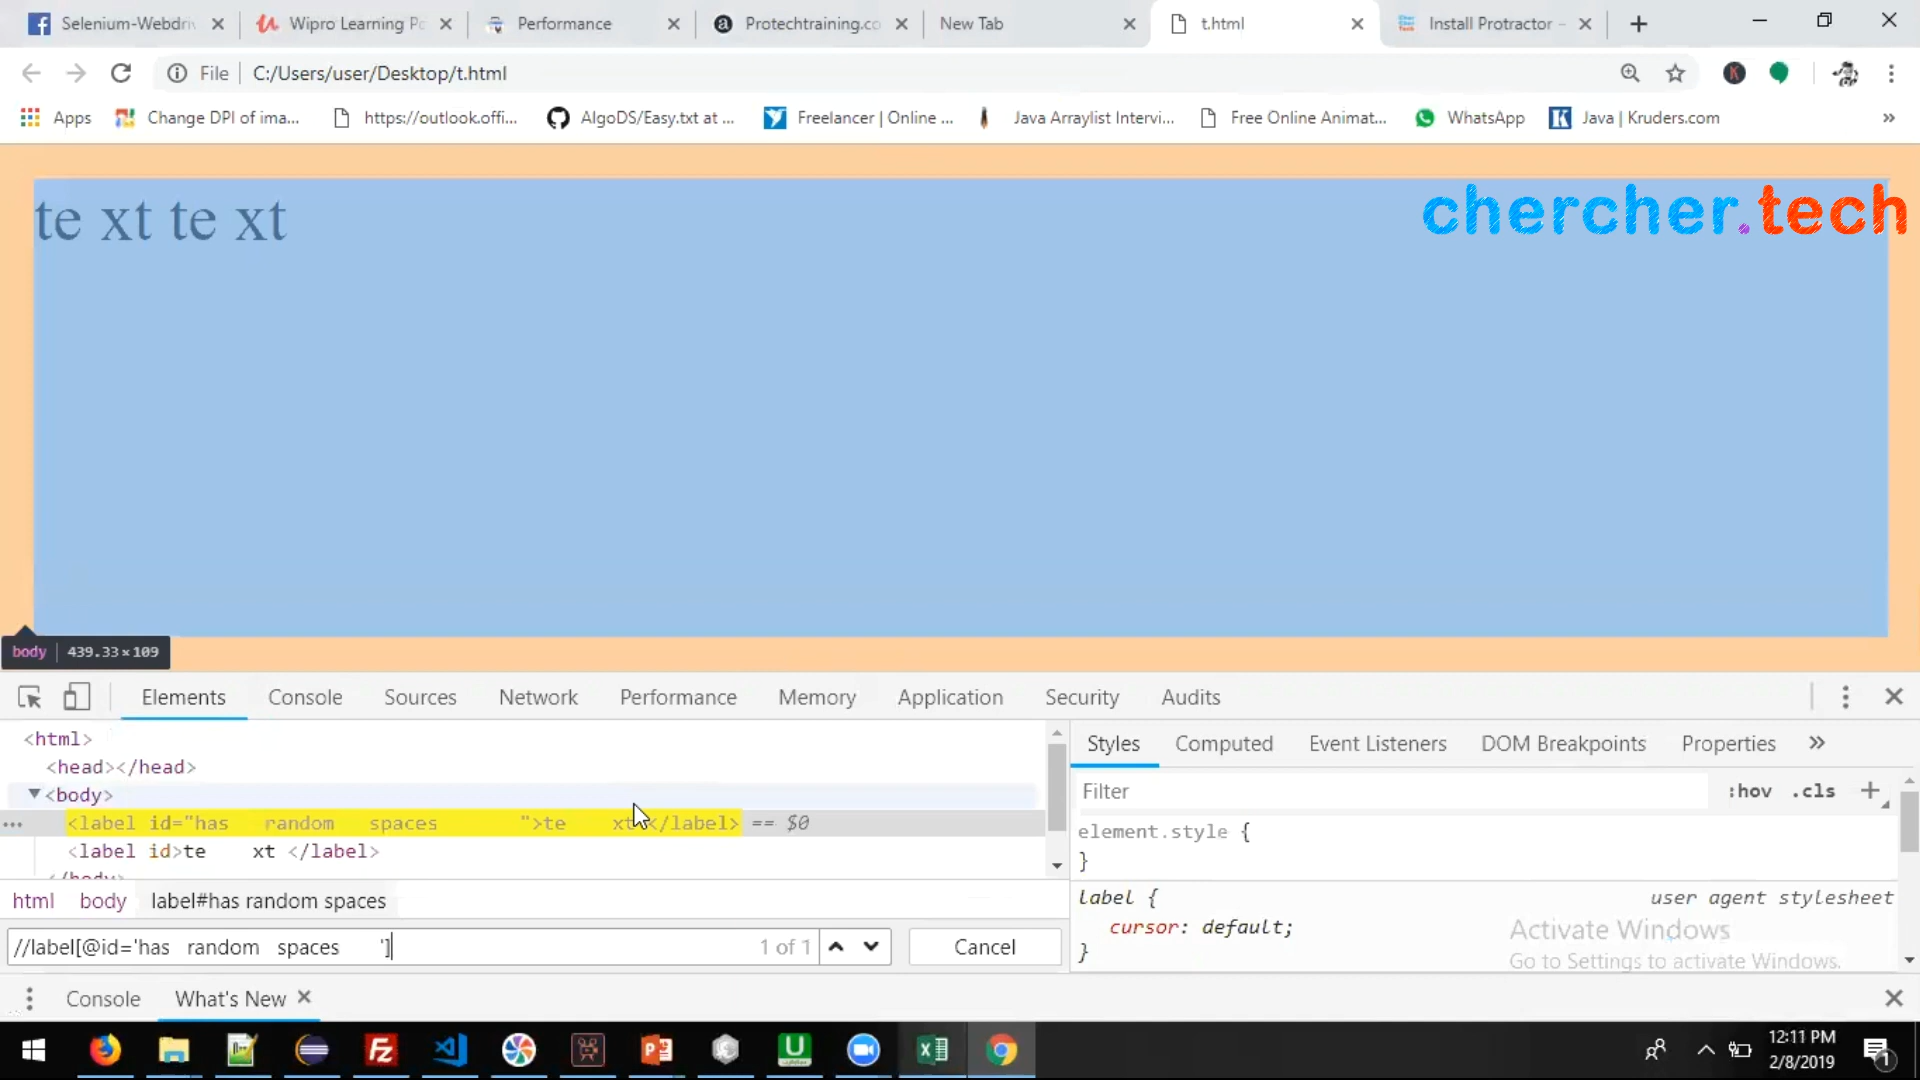 Selenium-Webdriv
Wipro Learning Po
Performance
Protechtraining.co
New Tab
t.html
Install Protractor -
File
C:/Users/user/Desktop/t.html
Apps
Change DPI of ima...
https://outlook.offi...
AlgoDS/Easy.txt at ...
Freelancer | Online ...
Java Arraylist Intervi...
Free Online Animat...
WhatsApp
Java | Kruders.com
»
te xt te xt
chercher.tech
body 439.33×109
Elements
Console
Sources
Network
Performance
Memory
Application
Security
Audits
<html>
<head></head>
<body>
<label id="has   random   spaces       ">te    xt </label> == $0
<label id>te    xt </label>
</body>
html body label#has random spaces
//label[@id='has   random   spaces       ']
1 of 1
Cancel
Styles
Computed
Event Listeners
DOM Breakpoints
Properties
»
Filter
:hov .cls +
element.style {
}
label {
user agent stylesheet
cursor: default;
}
Activate Windows
Go to Settings to activate Windows.
Console
What's New
12:11 PM
2/8/2019
1